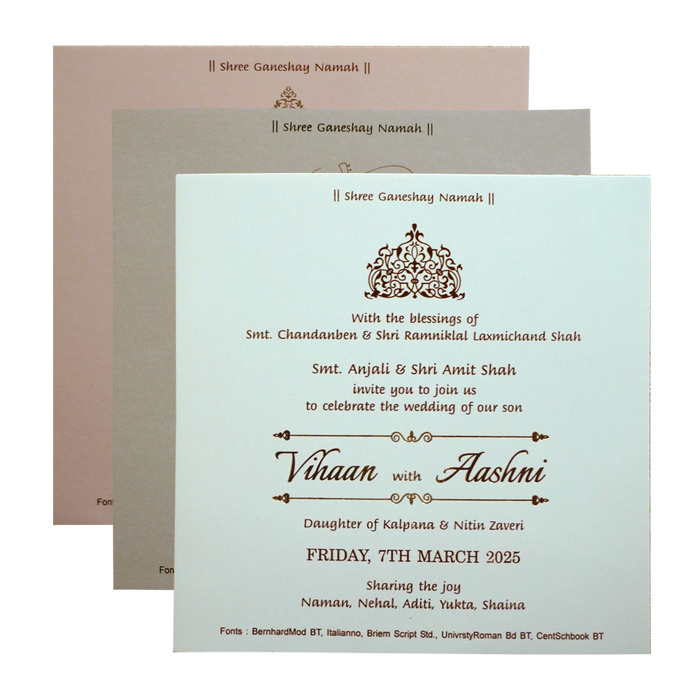 || Shree Ganeshay Namah ||
|| Shree Ganeshay Namah ||
|| Shree Ganeshay Namah ||
With the blessings of
Smt. Chandanben & Shri Ramniklal Laxmichand Shah
Smt. Anjali & Shri Amit Shah
invite you to join us
to celebrate the wedding of our son
Vihaan with Aashni
Daughter of Kalpana & Nitin Zaveri
FRIDAY, 7TH MARCH 2025
Sharing the joy
Naman, Nehal, Aditi, Yukta, Shaina
Fonts : BernhardMod BT, Italianno, Briem Script Std., UnivrstyRoman Bd BT, CentSchbook BT